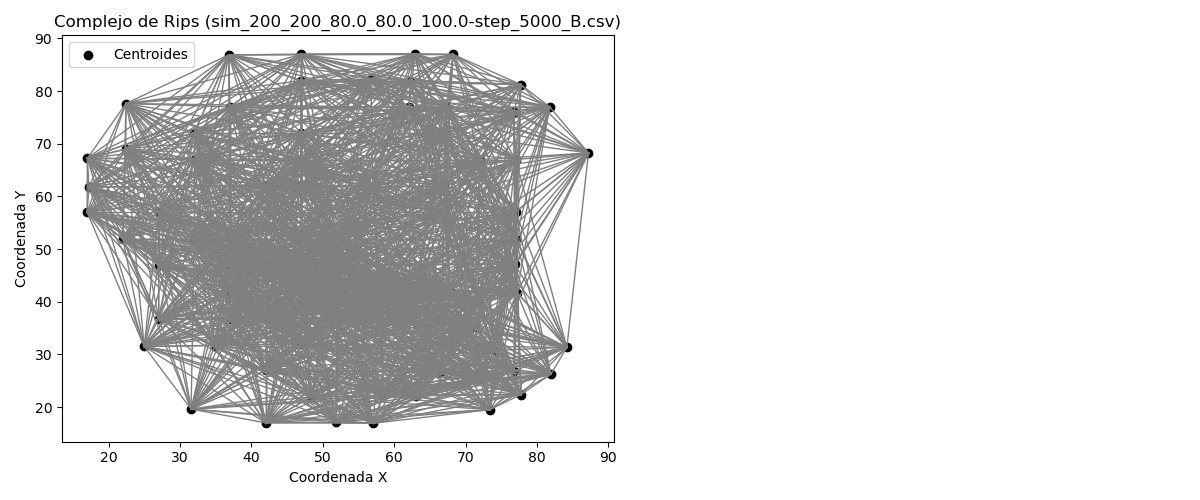 Complejo de Rips (sim_200_200_80.0_80.0_100.0-step_5000_B.csv)
Centroides
Coordenada Y
90
80
70
60
50
40
30
20
20 30 40 50 60 70 80 90
Coordenada X